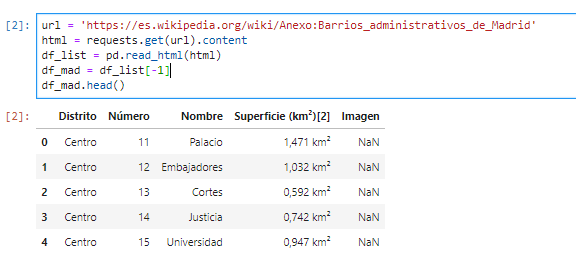 [2]: url = 'https://es.wikipedia.org/wiki/Anexo:Barrios_administrativos_de_Madrid'
html = requests.get(url).content
df_list = pd.read_html(html)
df_mad = df_list[-1]
df_mad.head()
[2]: Distrito Número Nombre Superficie (km²)[2] Imagen
0 Centro 11 Palacio 1,471 km² NaN
1 Centro 12 Embajadores 1,032 km² NaN
2 Centro 13 Cortes 0,592 km² NaN
3 Centro 14 Justicia 0,742 km² NaN
4 Centro 15 Universidad 0,947 km² NaN